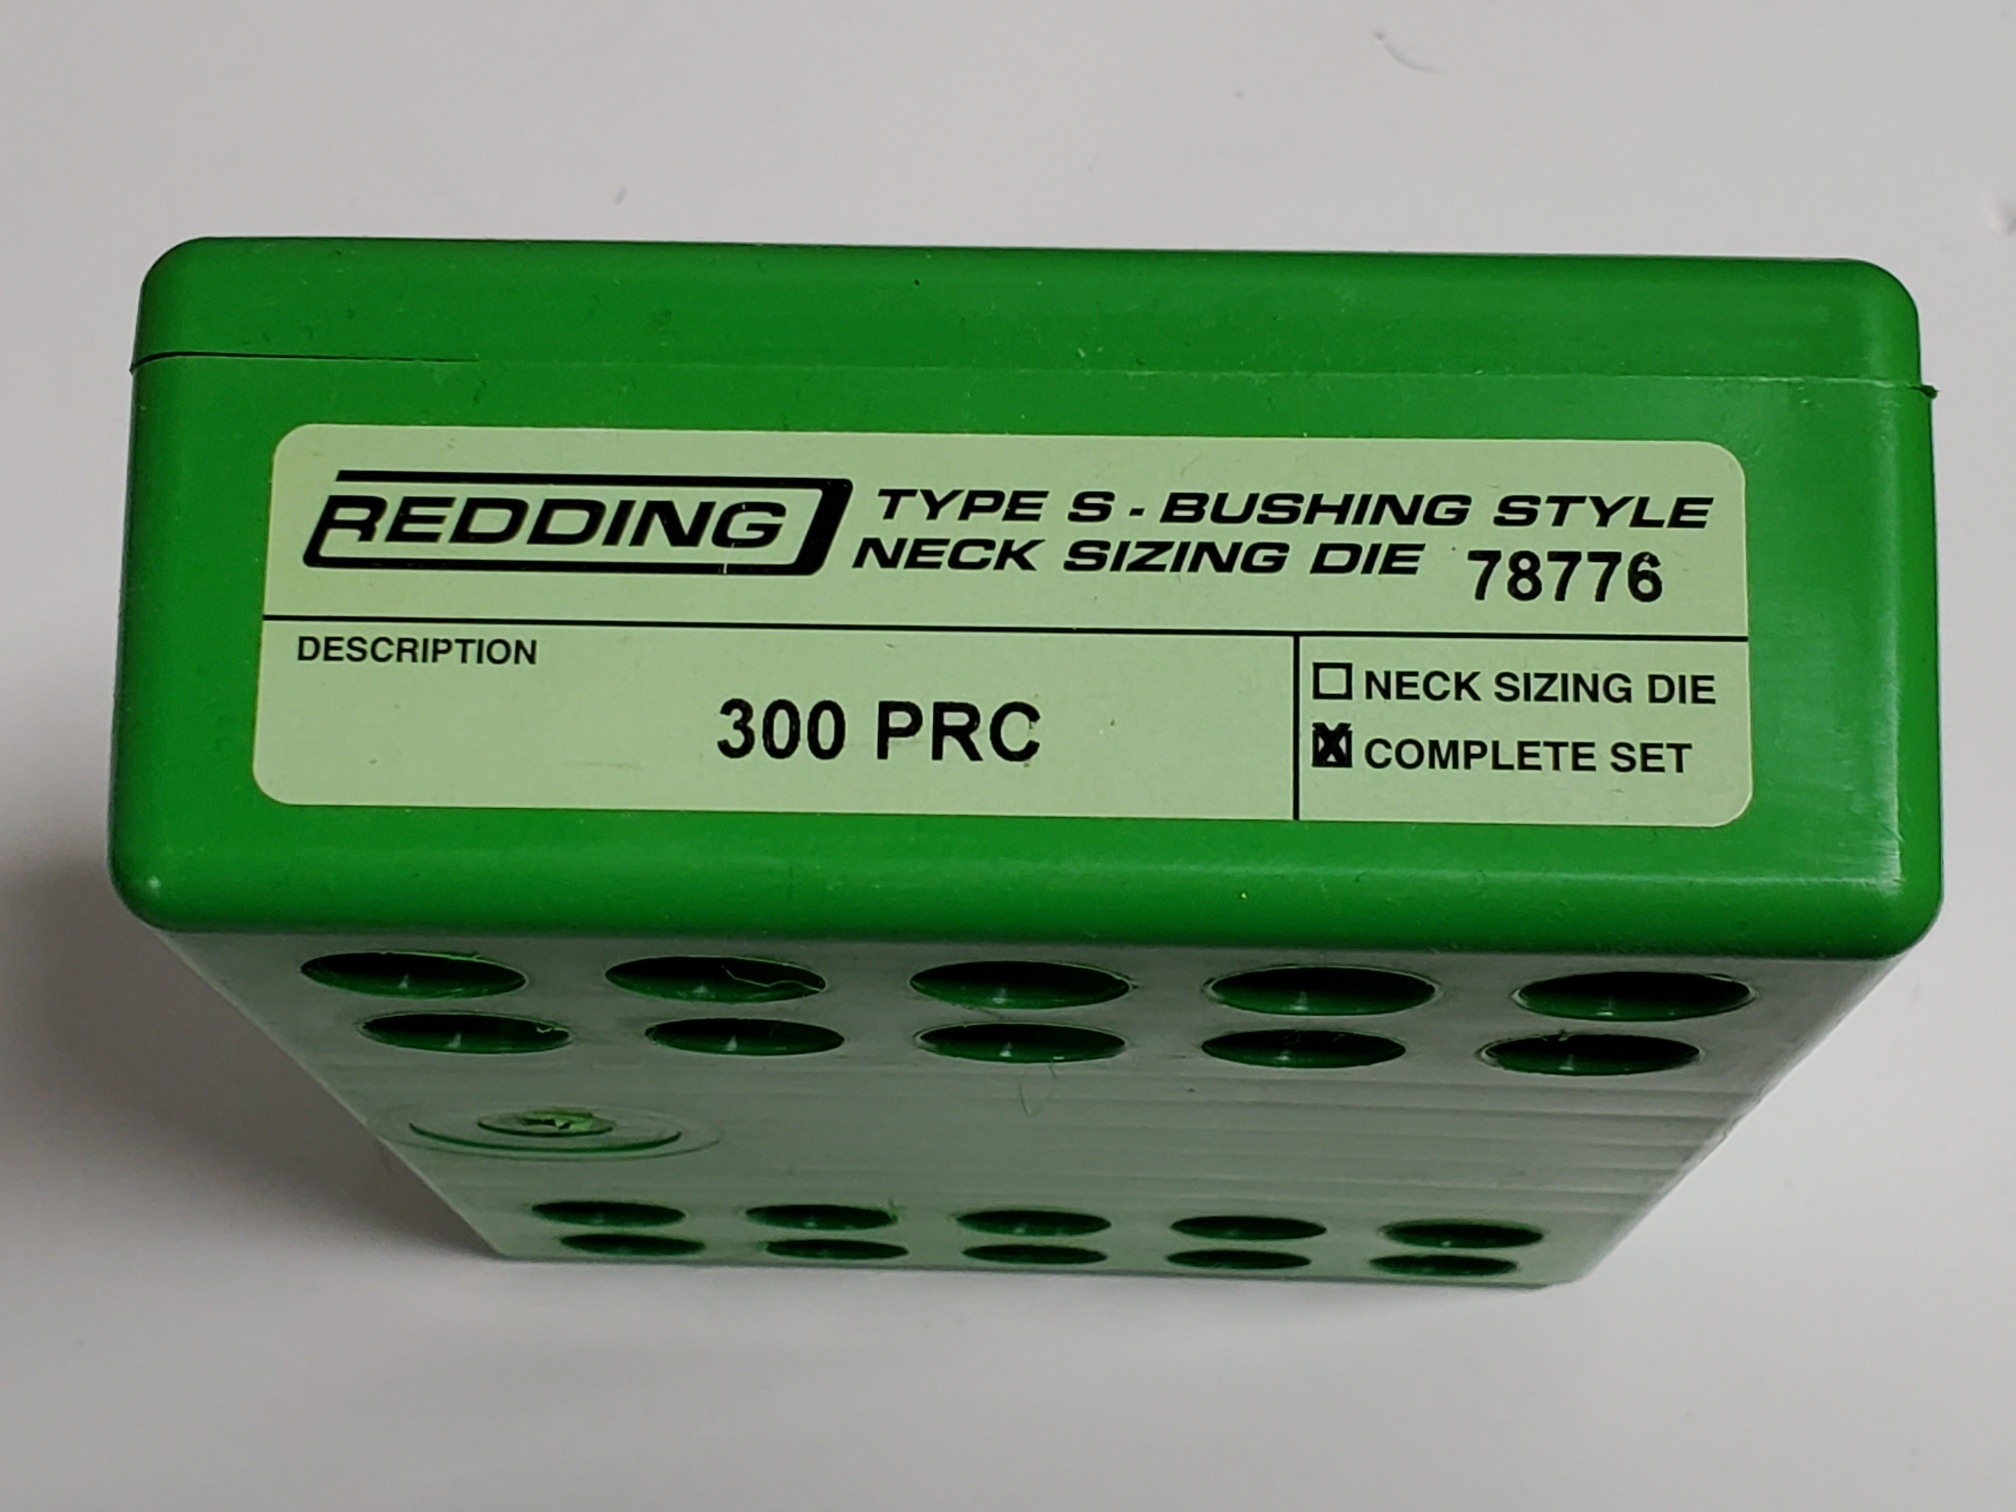 REDDING
TYPE S - BUSHING STYLE
NECK SIZING DIE 78776
DESCRIPTION
300 PRC
NECK SIZING DIE
COMPLETE SET